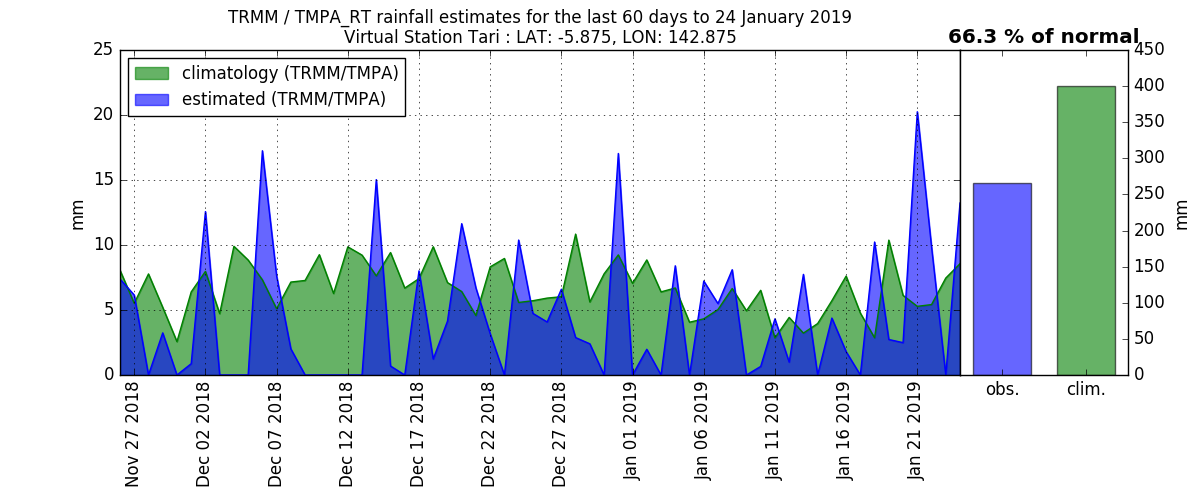 TRMM / TMPA_RT rainfall estimates for the last 60 days to 24 January 2019
Virtual Station Tari : LAT: -5.875, LON: 142.875
66.3 % of normal
climatology (TRMM/TMPA)
estimated (TRMM/TMPA)
25
20
15
10
5
0
mm
Nov 27 2018
Dec 02 2018
Dec 07 2018
Dec 12 2018
Dec 17 2018
Dec 22 2018
Dec 27 2018
Jan 01 2019
Jan 06 2019
Jan 11 2019
Jan 16 2019
Jan 21 2019
450
400
350
300
250
200
150
100
50
0
mm
obs.
clim.